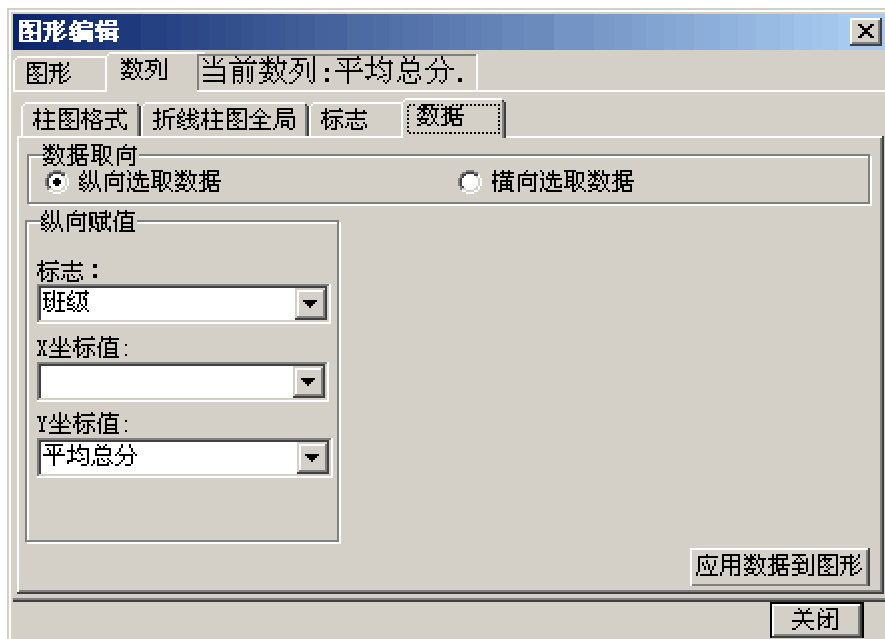 图形编辑
图形 数列 当前数列:平均总分.
柱图格式 折线柱图全局 标志 数据
数据取向
纵向选取数据 横向选取数据
纵向赋值
标志：
班级
X坐标值:
Y坐标值:
平均总分
应用数据到图形
关闭